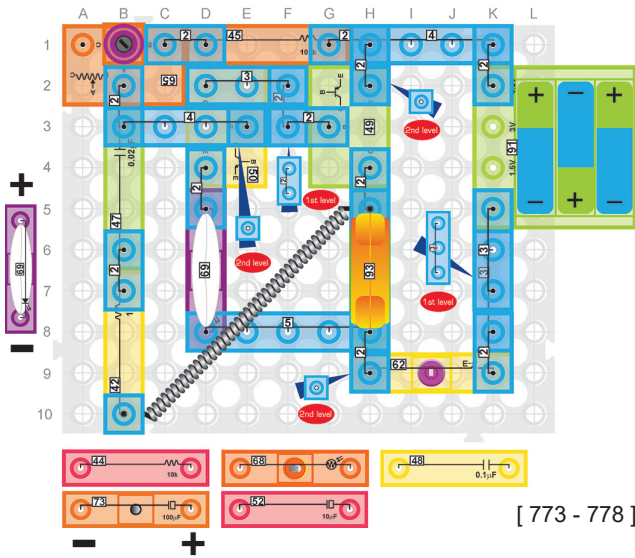 A B C D E F G H I J K L
1 2 45 10k 2 4
2 C A 2 65 3 2 B E 2 2 + − +
3 4 2 49 3V
0.02µF 91
4 B E 50 2 2 1.5V
2nd level
1st level
+
5 47 2 − + −
69
6 2 69 93 3 3
2nd level
1st level
7
−
8 1 5
9 42 2 62 E 2
2nd level
10
44 10k
68
48 0.1µF
73 100µF
52 10µF
[ 773 - 778 ]
− +